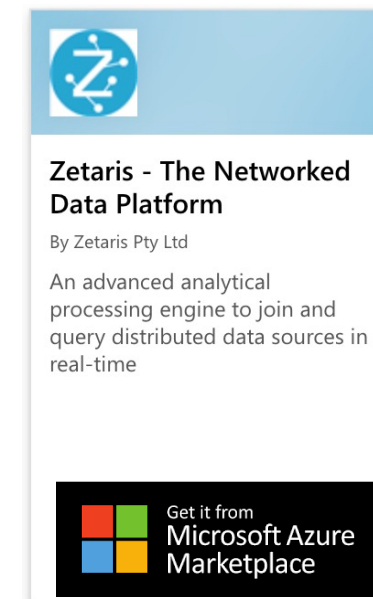 Z
Zetaris - The Networked
Data Platform
By Zetaris Pty Ltd
An advanced analytical
processing engine to join and
query distributed data sources in
real-time
Get it from
Microsoft Azure
Marketplace